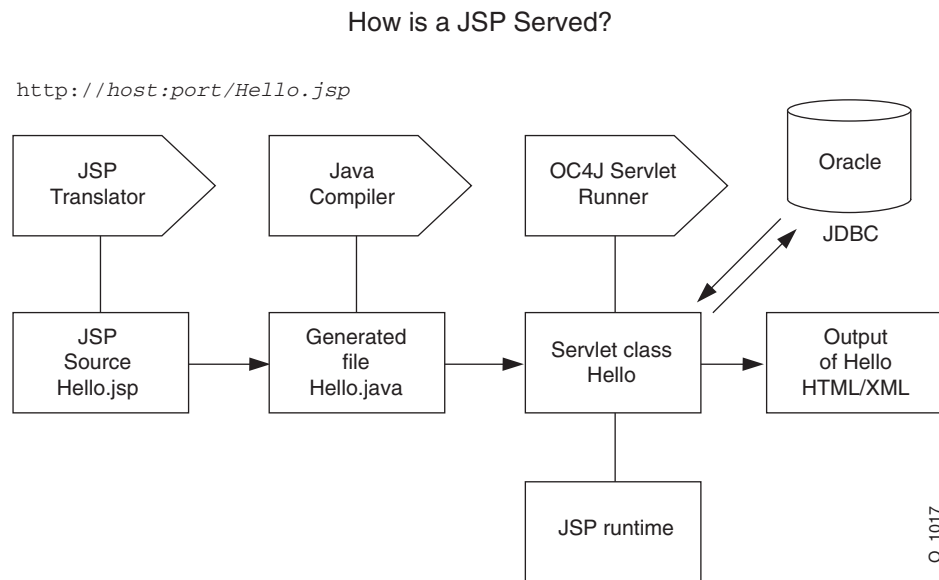 How is a JSP Served?
http://host:port/Hello.jsp
JSP
Translator
Java
Compiler
OC4J Servlet
Runner
Oracle
JDBC
JSP
Source
Hello.jsp
Generated
file
Hello.java
Servlet class
Hello
Output
of Hello
HTML/XML
JSP runtime
O_1017